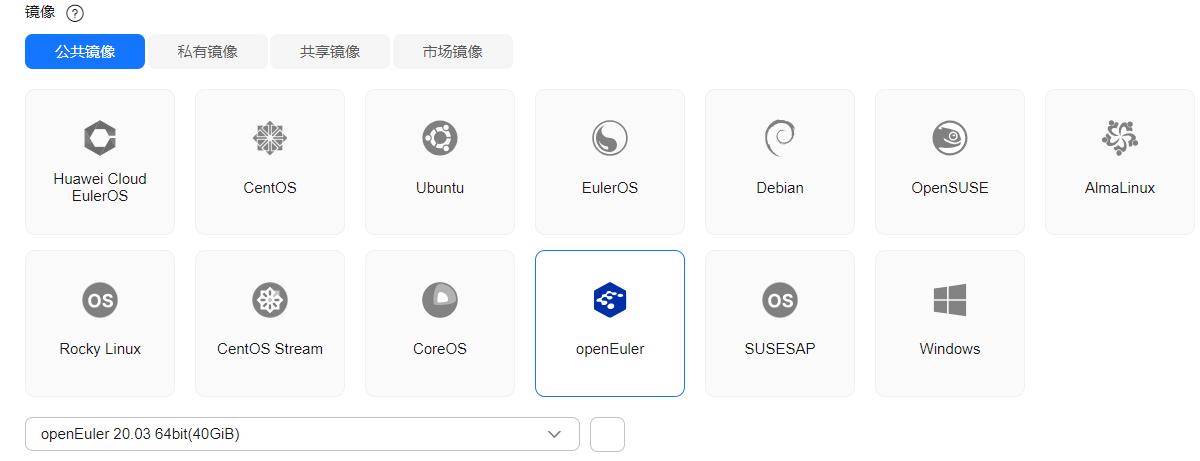 镜像 ?
公共镜像 私有镜像 共享镜像 市场镜像
Huawei Cloud
EulerOS
CentOS
Ubuntu
EulerOS
Debian
OpenSUSE
AlmaLinux
OS
Rocky Linux
CentOS Stream
CoreOS
openEuler
OS
SUSESAP
Windows
openEuler 20.03 64bit(40GiB)